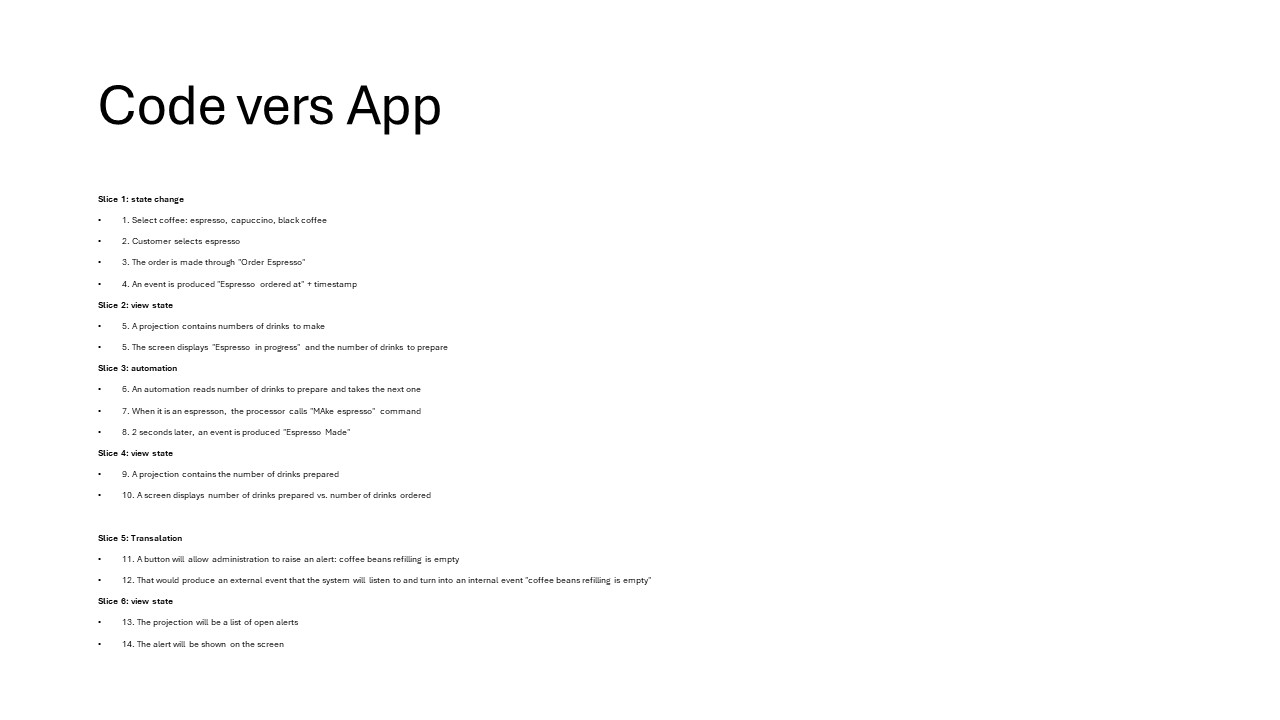 Code vers App
Slice 1: state change
• 1. Select coffee: espresso, capuccino, black coffee
• 2. Customer selects espresso
• 3. The order is made through "Order Espresso"
• 4. An event is produced "Espresso ordered at" + timestamp
Slice 2: view state
• 5. A projection contains numbers of drinks to make
• 5. The screen displays "Espresso in progress" and the number of drinks to prepare
Slice 3: automation
• 6. An automation reads number of drinks to prepare and takes the next one
• 7. When it is an espresson, the processor calls "MAke espresso" command
• 8. 2 seconds later, an event is produced "Espresso Made"
Slice 4: view state
• 9. A projection contains the number of drinks prepared
• 10. A screen displays number of drinks prepared vs. number of drinks ordered
Slice 5: Transalation
• 11. A button will allow administration to raise an alert: coffee beans refilling is empty
• 12. That would produce an external event that the system will listen to and turn into an internal event "coffee beans refilling is empty"
Slice 6: view state
• 13. The projection will be a list of open alerts
• 14. The alert will be shown on the screen